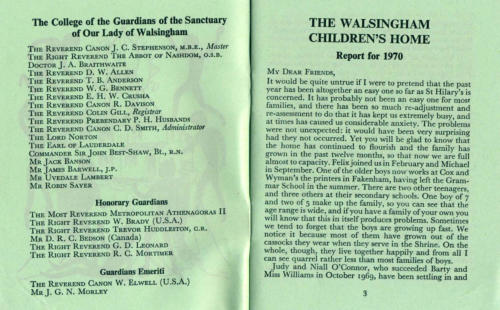 The College of the Guardians of the Sanctuary
of Our Lady of Walsingham
THE REVEREND CANON J. C. STEPHENSON, M.B.E., Master
THE RIGHT REVEREND THE ABBOT OF NASHDOM, O.S.B.
DOCTOR J. A. BRAITHWAITE
THE REVEREND D. W. ALLEN
THE REVEREND T. B. ANDERSON
THE REVEREND W. G. BENNETT
THE REVEREND E. H. W. CRUSHA
THE REVEREND CANON R. DAVISON
THE REVEREND COLIN GILL, Registrar
THE REVEREND PREBENDARY P. H. HUSBANDS
THE REVEREND CANON C. D. SMITH, Administrator
THE LORD NORTON
THE EARL OF LAUDERDALE
COMMANDER SIR JOHN BEST-SHAW, BT., R.N.
MR JACK BANSON
MR JAMES BARWELL, J.P.
MR UVEDALE LAMBERT
MR ROBIN SAYER
Honorary Guardians
THE MOST REVEREND METROPOLITAN ATHENAGORAS II
THE RIGHT REVEREND W. BRADY (U.S.A.)
THE RIGHT REVEREND TREVOR HUDDLESTON, C.R.
MR D. R. C. BEDSON (Canada)
THE RIGHT REVEREND G. D. LEONARD
THE RIGHT REVEREND R. C. MORTIMER
Guardians Emeriti
THE REVEREND CANON W. ELWELL (U.S.A.)
MR J. G. N. MORLEY
THE WALSINGHAM
CHILDREN'S HOME
Report for 1970
MY DEAR FRIENDS,
It would be quite untrue if I were to pretend that the past
year has been altogether an easy one so far as St Hilary's is
concerned. It has probably not been an easy one for most
families, and there has been so much re-adjustment and
re-assessment to do that it has kept us extremely busy, and
at times has caused us considerable anxiety. The problems
were not unexpected: it would have been very surprising
had they not occurred. Yet you will be glad to know that
the home has continued to flourish and the family has
grown in the past twelve months, so that now we are full
almost to capacity. Felix joined us in February and Michael
in September. One of the older boys now works at Cox and
Wyman's the printers in Fakenham, having left the Gram-
mar School in the summer. There are two other teenagers,
and three others at their secondary schools. One boy of 7
and two of 5 make up the family, so you can see that the
age range is wide, and if you have a family of your own you
will know that this in itself produces problems. Sometimes
we tend to forget that the boys are growing up fast. We
notice it because most of them have grown out of the
cassocks they wear when they serve in the Shrine. On the
whole, though, they live together happily and from all I
can see quarrel rather less than most families of boys.
Judy and Niall O'Connor, who succeeded Barty and
Miss Williams in October 1969, have been settling in and
3